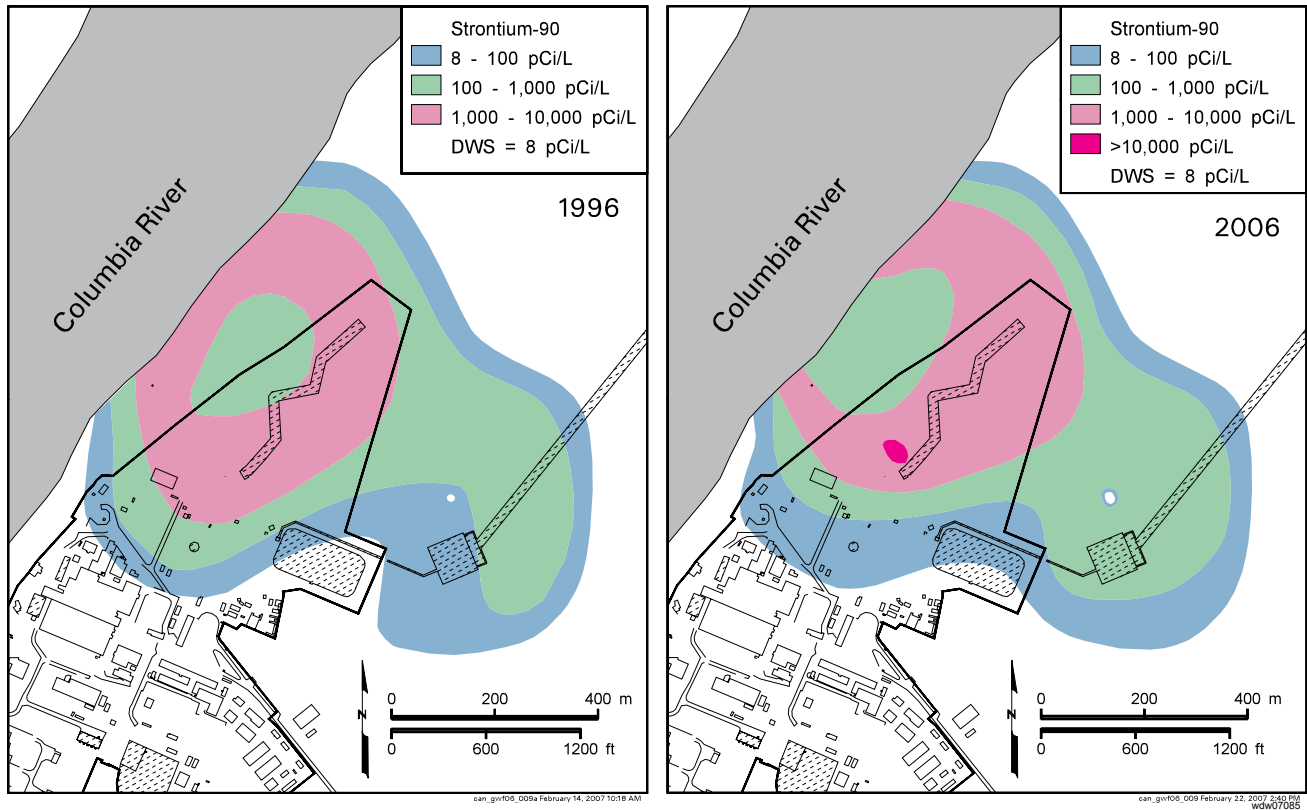 Strontium-90
8 - 100 pCi/L
100 - 1,000 pCi/L
1,000 - 10,000 pCi/L
DWS = 8 pCi/L
1996
Columbia River
N
0 200 400 m
0 600 1200 ft
can_gwf06_009a February 14, 2007 10:18 AM
Strontium-90
8 - 100 pCi/L
100 - 1,000 pCi/L
1,000 - 10,000 pCi/L
>10,000 pCi/L
DWS = 8 pCi/L
2006
Columbia River
N
0 200 400 m
0 600 1200 ft
can_gwf06_009 February 22, 2007 2:40 PM
wdw07085